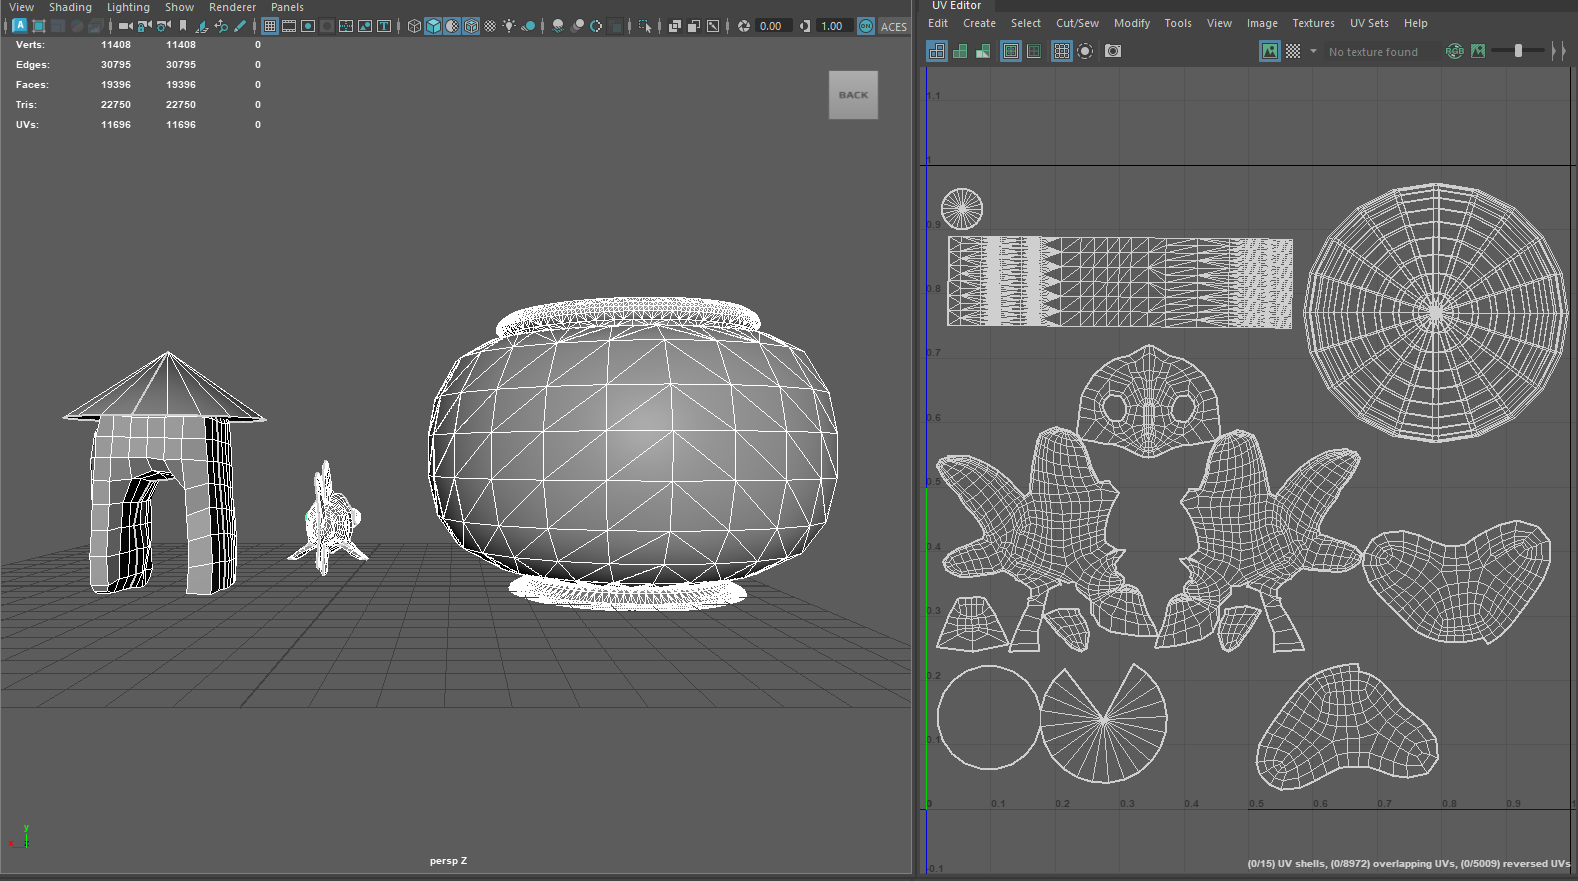 View Shading Lighting Show Renderer Panels
0.00 1.00 ON ACES
Verts: 11408 11408 0
Edges: 30795 30795 0
Faces: 19396 19396 0
Tris: 22750 22750 0
UVs: 11696 11696 0
BACK
y
persp Z
UV Editor
Edit Create Select Cut/Sew Modify Tools View Image Textures UV Sets Help
No texture found RGB
1.1
1
0.9
0.8
0.7
0.6
0.5
0.4
0.3
0.2
0.1
0 0.1 0.2 0.3 0.4 0.5 0.6 0.7 0.8 0.9 1
-0.1
(0/15) UV shells, (0/8972) overlapping UVs, (0/5009) reversed UVs